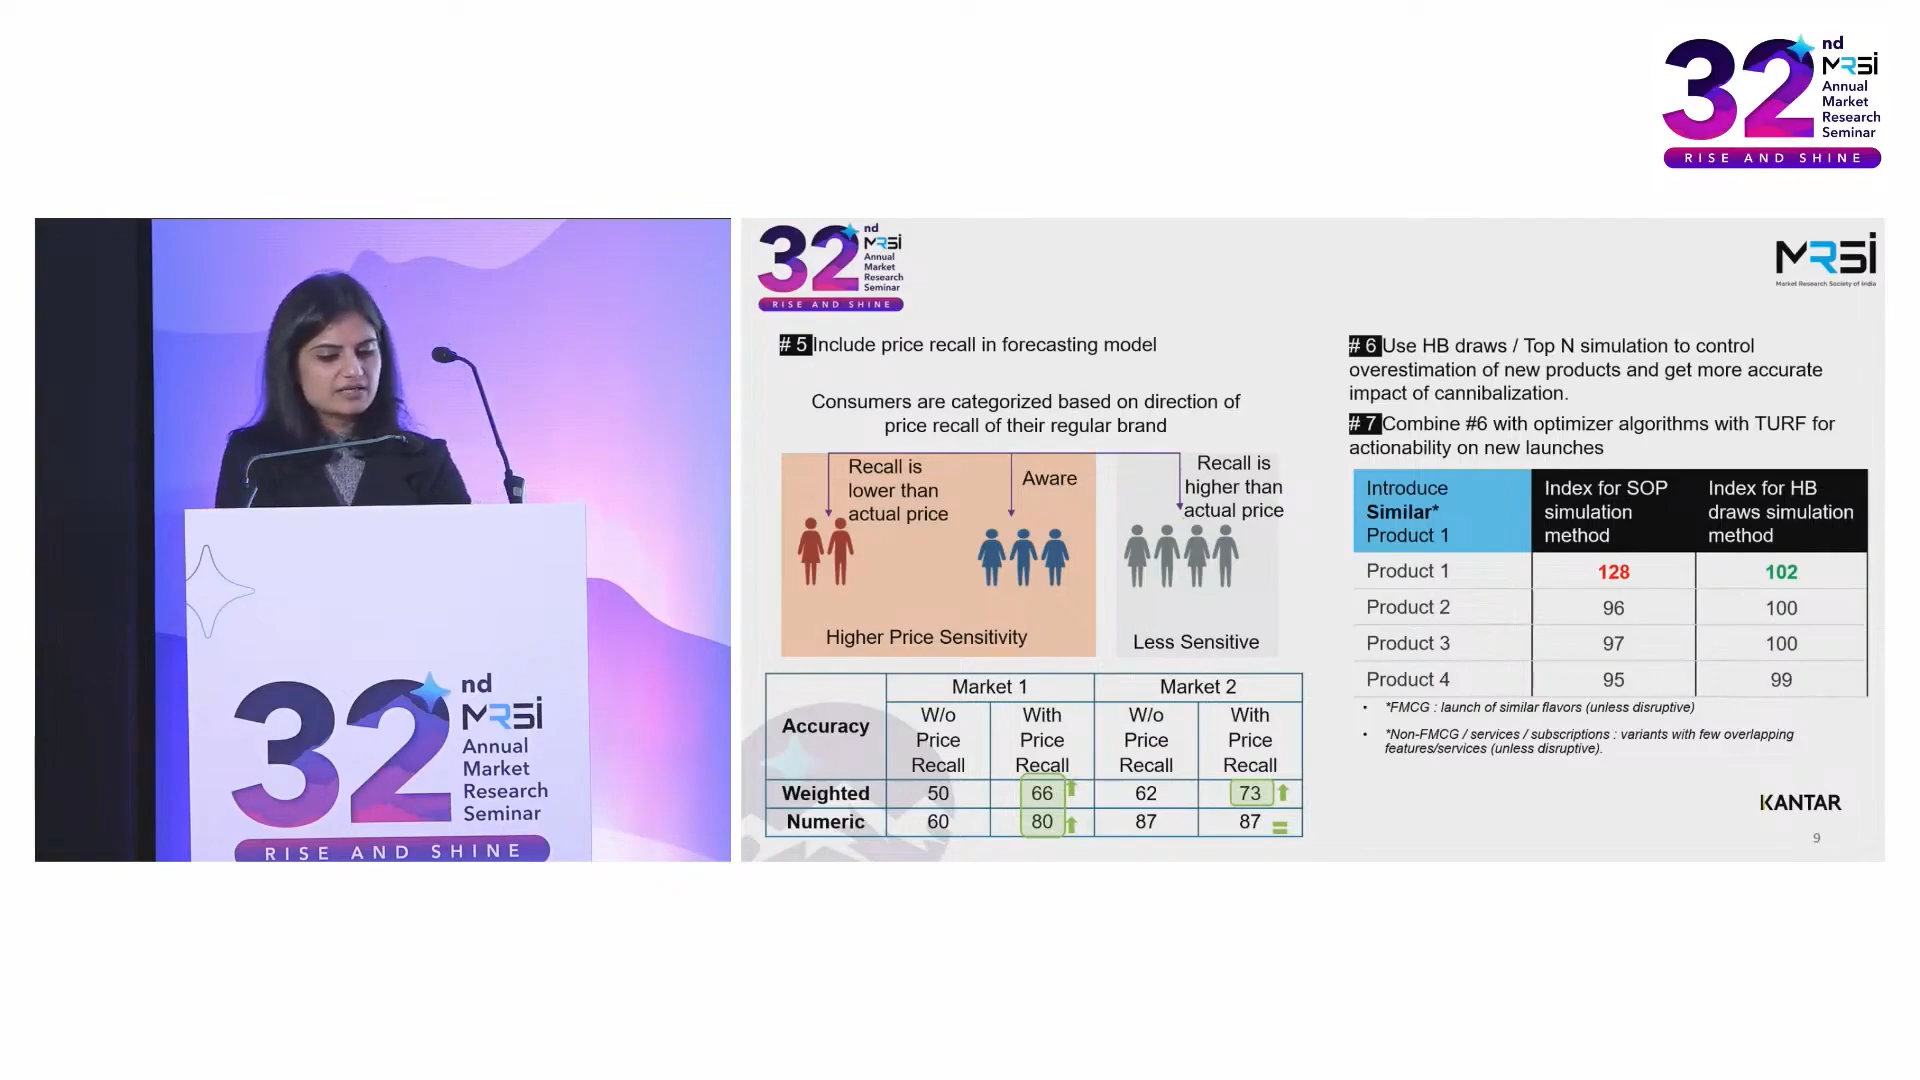 32
nd
MRSI
Annual
Market
Research
Seminar
RISE AND SHINE
32
nd
MRSI
Annual
Market
Research
Seminar
RISE AND SHINE
32
nd
MRSI
Annual
Market
Research
Seminar
RISE AND SHINE
MRSI
Market Research Society of India
# 5 Include price recall in forecasting model
Consumers are categorized based on direction of
price recall of their regular brand
Recall is
lower than
actual price
Aware
Recall is
higher than
actual price
Higher Price Sensitivity
Less Sensitive
Accuracy
Market 1
Market 2
W/o
Price
Recall
With
Price
Recall
W/o
Price
Recall
With
Price
Recall
Weighted 50 66 62 73
Numeric 60 80 87 87
# 6 Use HB draws / Top N simulation to control
overestimation of new products and get more accurate
impact of cannibalization.
# 7 Combine #6 with optimizer algorithms with TURF for
actionability on new launches
Introduce
Similar*
Product 1
Index for SOP
simulation
method
Index for HB
draws simulation
method
Product 1 128 102
Product 2 96 100
Product 3 97 100
Product 4 95 99
• *FMCG : launch of similar flavors (unless disruptive)
• *Non-FMCG / services / subscriptions : variants with few overlapping
features/services (unless disruptive).
KANTAR
9